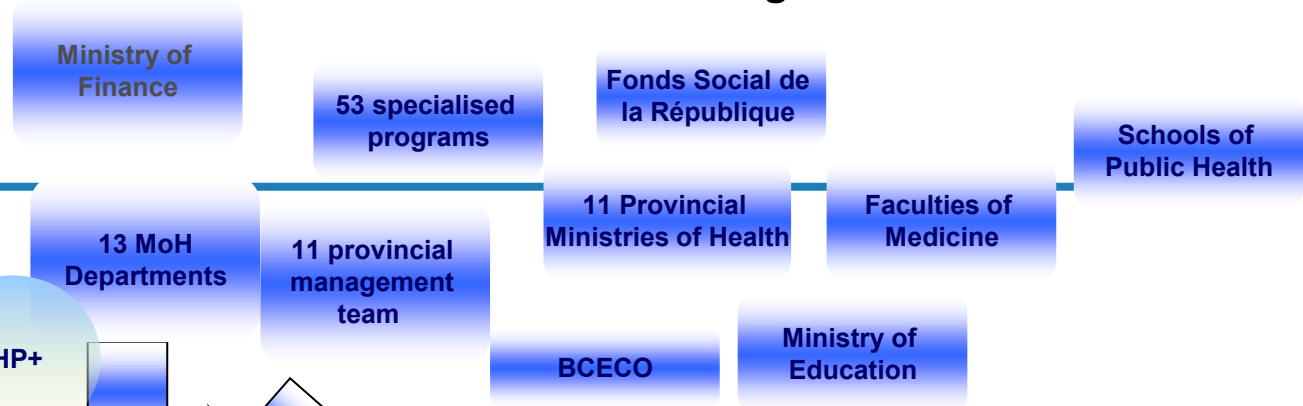 Ministry of
Finance
53 specialised
programs
Fonds Social de
la République
Schools of
Public Health
13 MoH
Departments
11 provincial
management
team
11 Provincial
Ministries of Health
Faculties of
Medicine
HP+
BCECO
Ministry of
Education